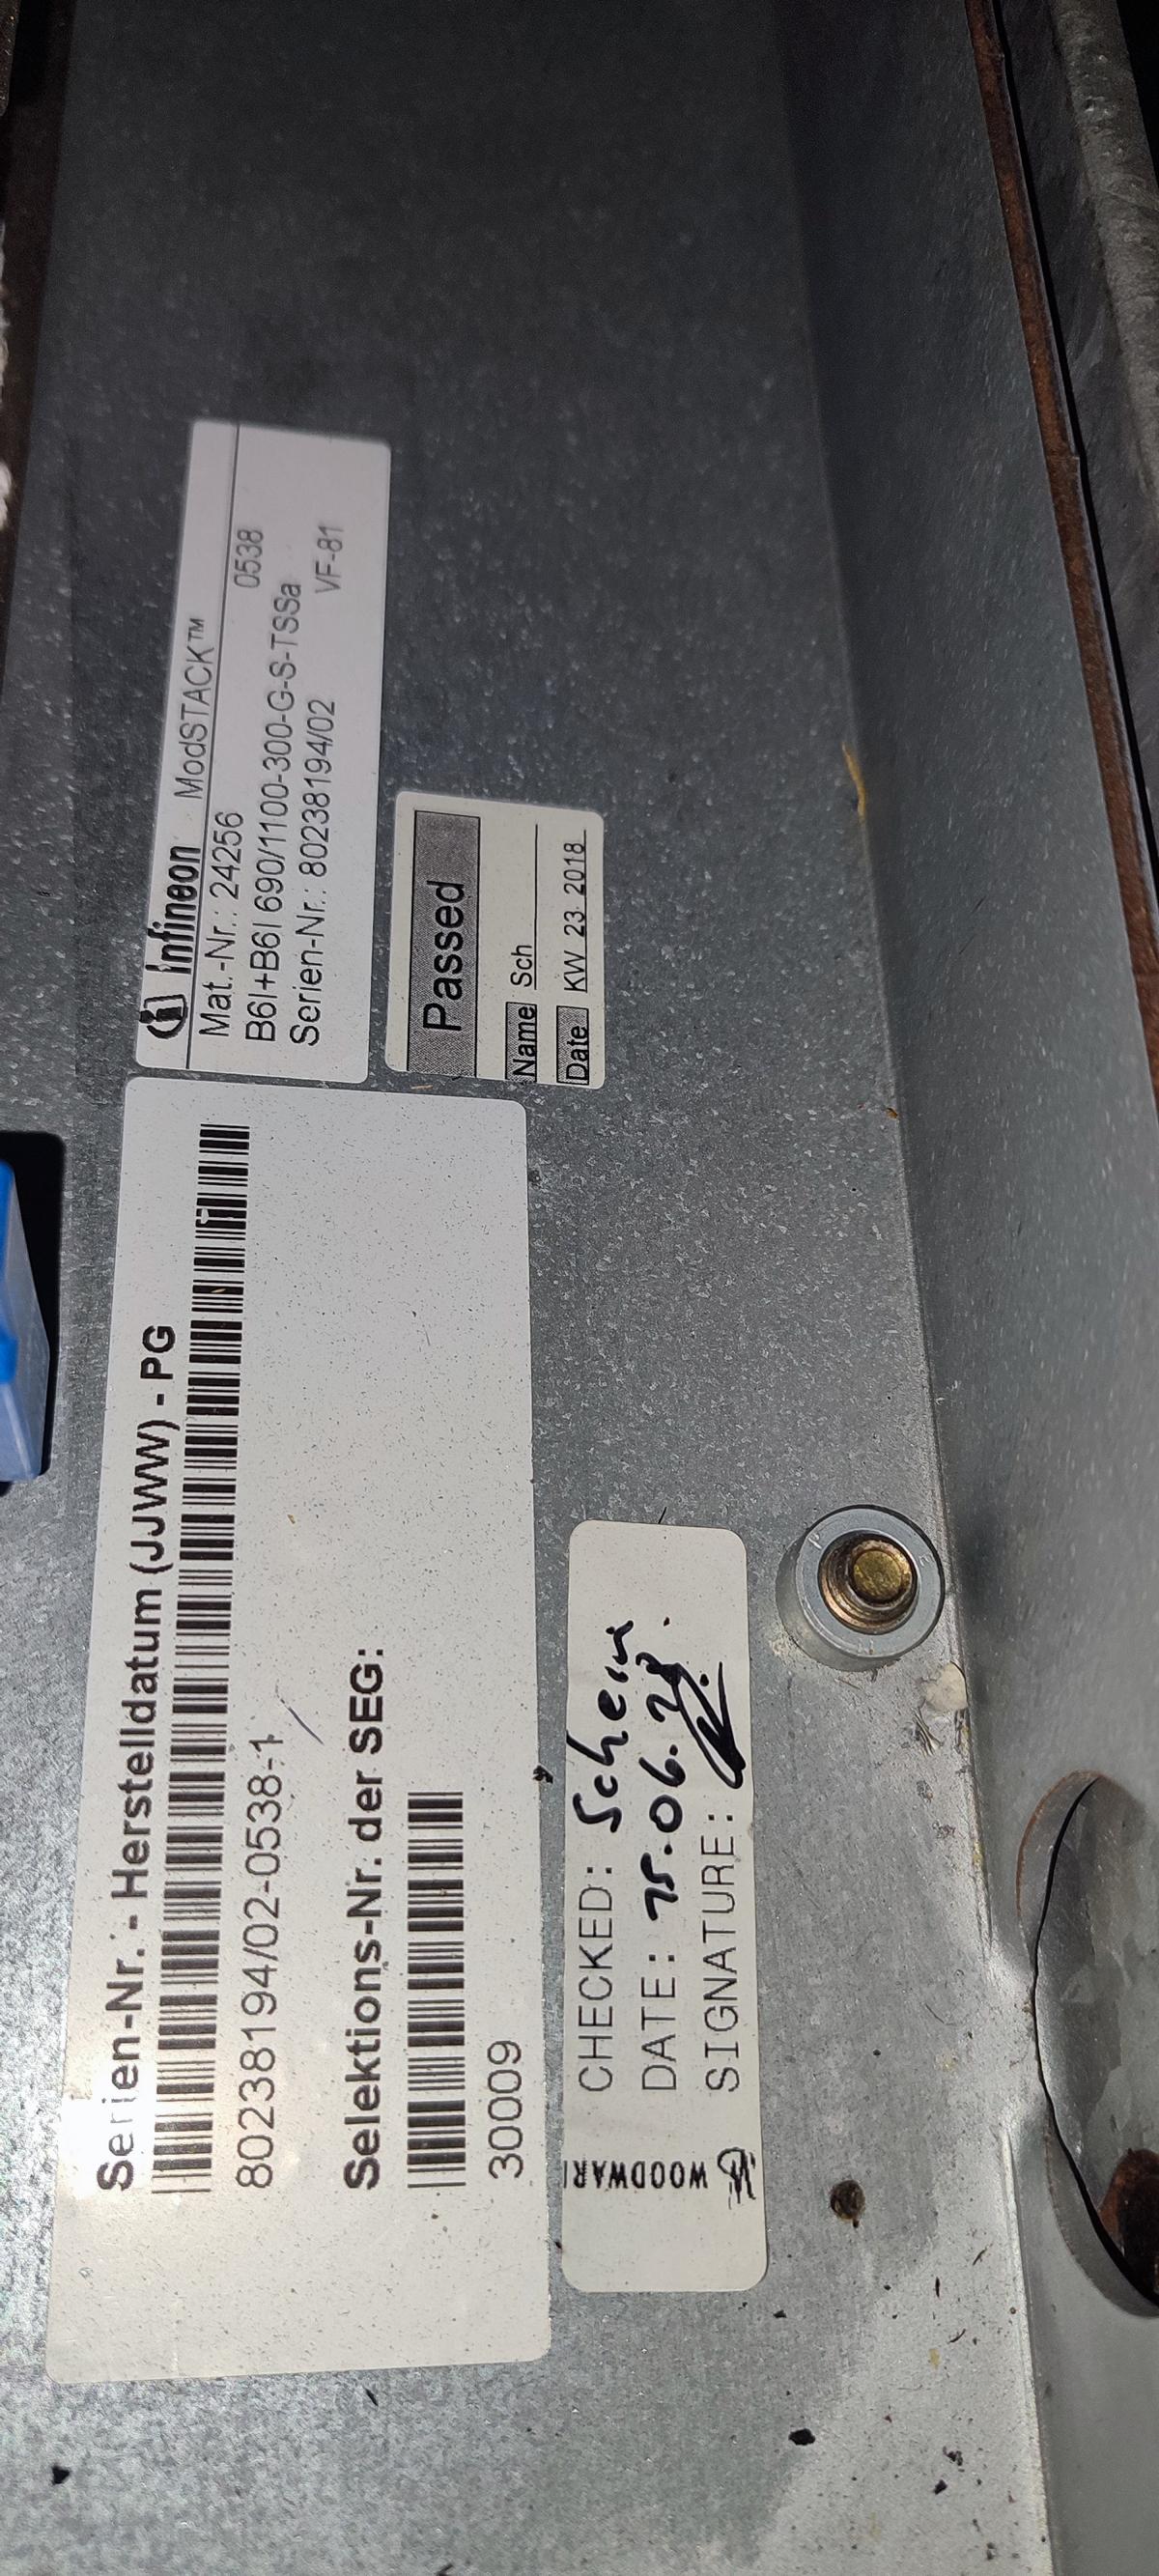 Infineon ModSTACK™
Mat.-Nr.: 24256 0538
B6I+B6I 690/1100-300-G-S-TSSa
Serien-Nr.: 80238194/02 VF-81
Passed
Name Sch
Date KW 23 2018
Serien-Nr. - Herstelldatum (JJWW) - PG
80238194/02-0538-1
Selektions-Nr. der SEG:
30009
WOODWARD
CHECKED: Schein
DATE: 15.06.
SIGNATURE: